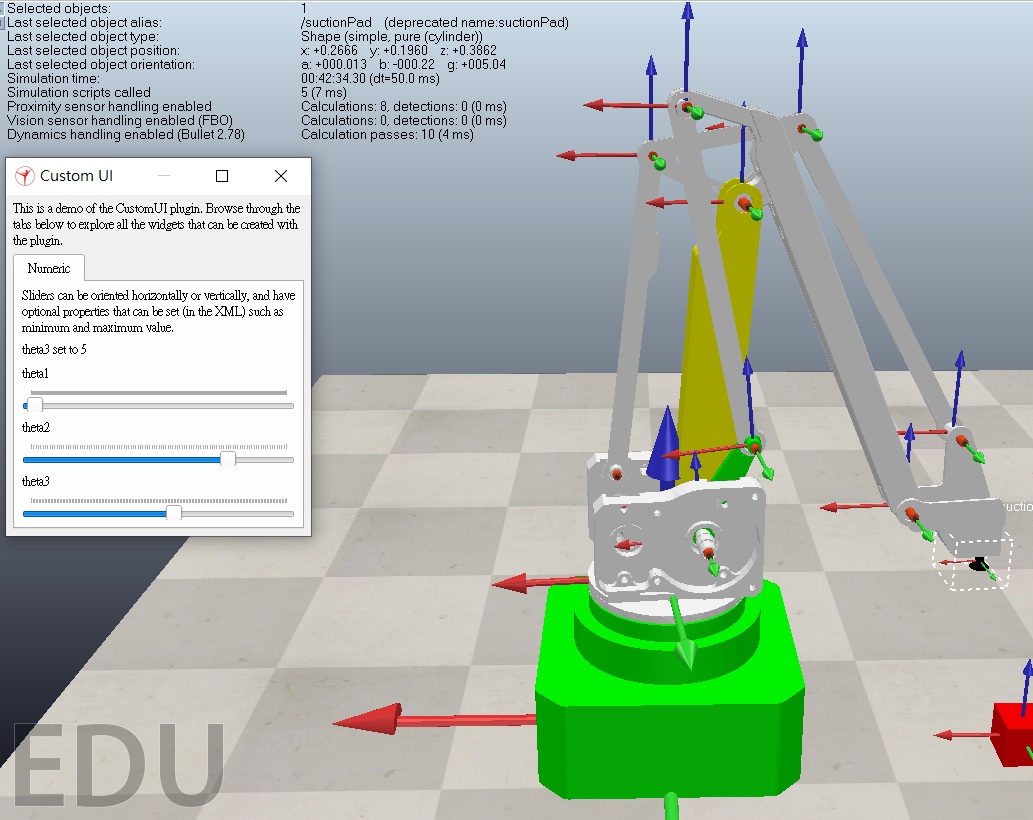 Selected objects: 1
Last selected object alias: /suctionPad (deprecated name:suctionPad)
Last selected object type: Shape (simple, pure (cylinder))
Last selected object position: x: +0.2666 y: +0.1960 z: +0.3862
Last selected object orientation: a: +000.013 b: -000.22 g: +005.04
Simulation time: 00:42:34.30 (dt=50.0 ms)
Simulation scripts called 5 (7 ms)
Proximity sensor handling enabled Calculations: 8, detections: 0 (0 ms)
Vision sensor handling enabled (FBO) Calculations: 0, detections: 0 (0 ms)
Dynamics handling enabled (Bullet 2.78) Calculation passes: 10 (4 ms)
Custom UI
This is a demo of the CustomUI plugin. Browse through the
tabs below to explore all the widgets that can be created with
the plugin.
Numeric
Sliders can be oriented horizontally or vertically, and have
optional properties that can be set (in the XML) such as
minimum and maximum value.
theta3 set to 5
theta1
theta2
theta3
suctio
EDU